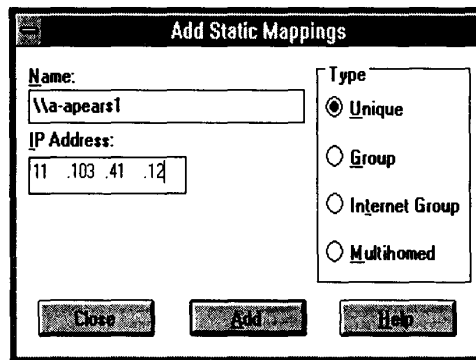 Add Static Mappings
Name:
\\a-apears1
IP Address:
11 .103 .41 .12
Type
Unique
Group
Internet Group
Multihomed
Close
Add
Help